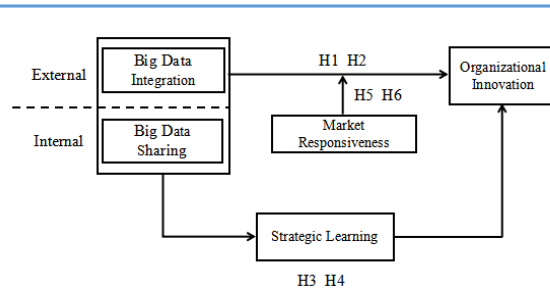 External
Big Data
Integration
H1 H2
Organizational
Innovation
H5 H6
Internal
Big Data
Sharing
Market
Responsiveness
Strategic Learning
H3 H4